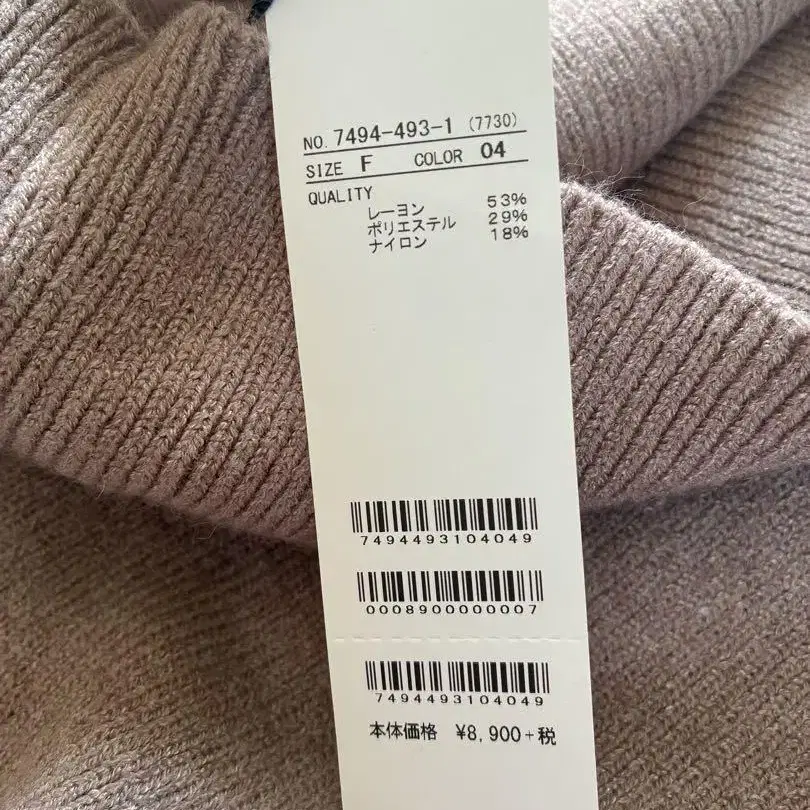 NO. 7494-493-1 (7730)
SIZE F COLOR 04
QUALITY
レーヨン 53%
ポリエステル 29%
ナイロン 18%
7494493104049
0008900000007
7494493104049
本体価格 ¥8,900+税